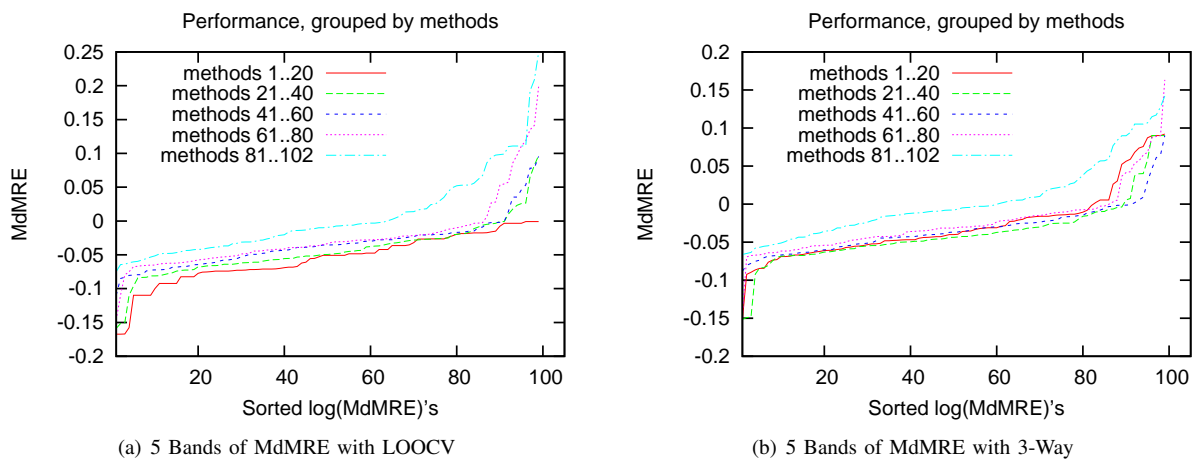 Performance, grouped by methods
0.25
0.2
0.15
0.1
0.05
0
-0.05
-0.1
-0.15
-0.2
MdMRE
methods 1..20
methods 21..40
methods 41..60
methods 61..80
methods 81..102
20
40
60
80
100
Sorted log(MdMRE)'s
(a) 5 Bands of MdMRE with LOOCV
Performance, grouped by methods
0.2
0.15
0.1
0.05
0
-0.05
-0.1
-0.15
-0.2
MdMRE
methods 1..20
methods 21..40
methods 41..60
methods 61..80
methods 81..102
20
40
60
80
100
Sorted log(MdMRE)'s
(b) 5 Bands of MdMRE with 3-Way